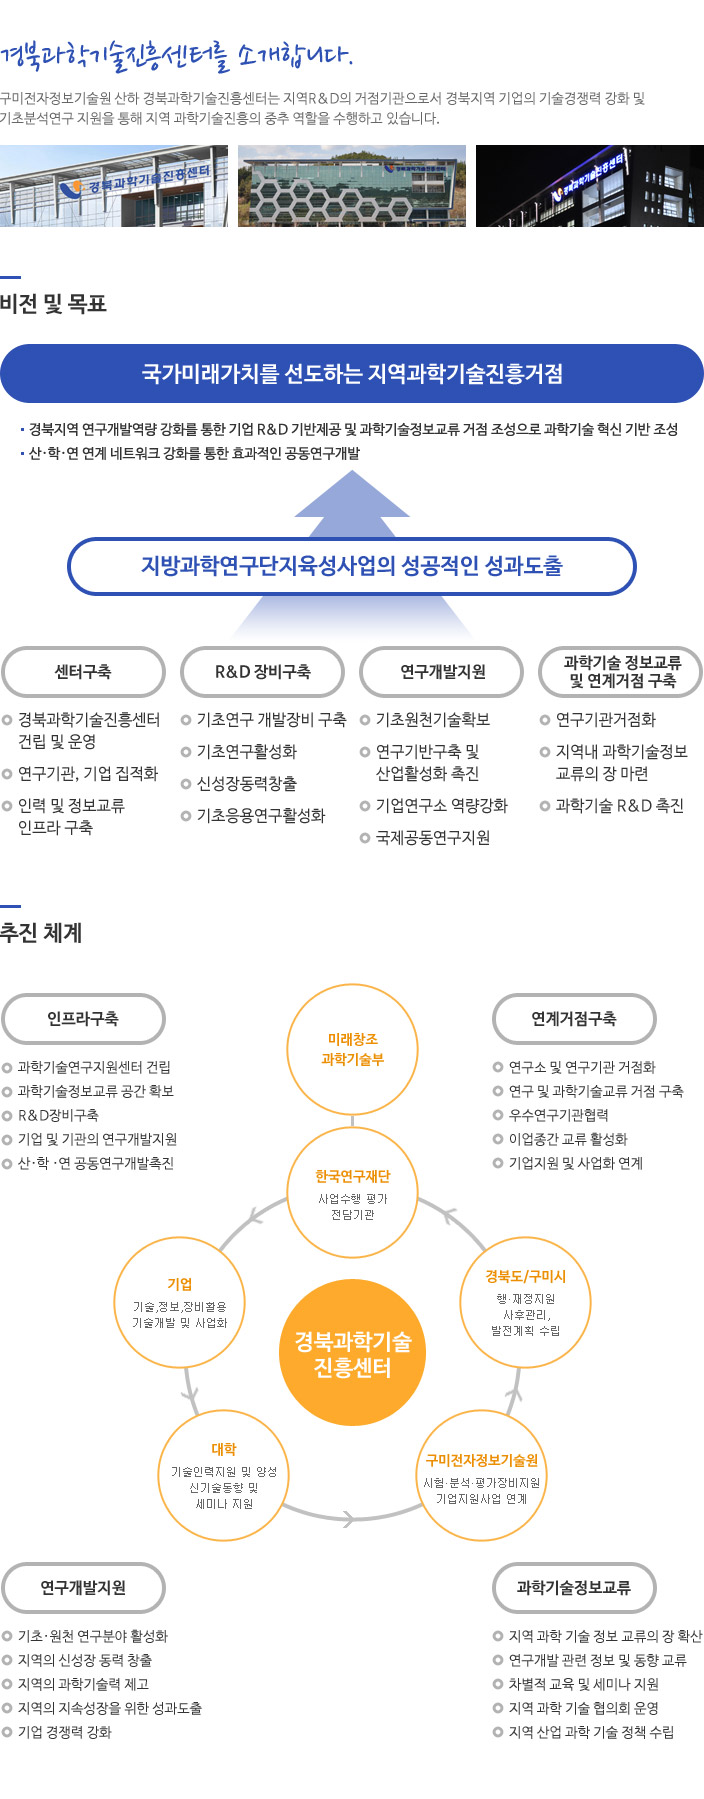 경북과학기술진흥센터를 소개합니다.
구미전자정보기술원 산하 경북과학기술진흥센터는 지역R&D의 거점기관으로서 경북지역 기업의 기술경쟁력 강화 및
기초분석연구 지원을 통해 지역 과학기술진흥의 중추 역할을 수행하고 있습니다.
경북과학기술진흥센터
경북과학기술진흥센터
경북과학기술진흥센터
비전 및 목표
국가미래가치를 선도하는 지역과학기술진흥거점
경북지역 연구개발역량 강화를 통한 기업 R&D 기반제공 및 과학기술정보교류 거점 조성으로 과학기술 혁신 기반 조성
산·학·연 연계 네트워크 강화를 통한 효과적인 공동연구개발
지방과학연구단지육성사업의 성공적인 성과도출
센터구축
경북과학기술진흥센터
건립 및 운영
연구기관, 기업 집적화
인력 및 정보교류
인프라 구축
R&D 장비구축
기초연구 개발장비 구축
기초연구활성화
신성장동력창출
기초응용연구활성화
연구개발지원
기초원천기술확보
연구기반구축 및
산업활성화 촉진
기업연구소 역량강화
국제공동연구지원
과학기술 정보교류
및 연계거점 구축
연구기관거점화
지역내 과학기술정보
교류의 장 마련
과학기술 R&D 촉진
추진 체계
인프라구축
과학기술연구지원센터 건립
과학기술정보교류 공간 확보
R&D장비구축
기업 및 기관의 연구개발지원
산·학 ·연 공동연구개발촉진
연계거점구축
연구소 및 연구기관 거점화
연구 및 과학기술교류 거점 구축
우수연구기관협력
이업종간 교류 활성화
기업지원 및 사업화 연계
미래창조
과학기술부
한국연구재단
사업수행 평가
전담기관
기업
기술,정보,장비활용
기술개발 및 사업화
경북도/구미시
행·재정지원
사후관리,
발전계획 수립
경북과학기술
진흥센터
대학
기술인력지원 및 양성
신기술동향 및
세미나 지원
구미전자정보기술원
시험·분석·평가장비지원
기업지원사업 연계
연구개발지원
기초·원천 연구분야 활성화
지역의 신성장 동력 창출
지역의 과학기술력 제고
지역의 지속성장을 위한 성과도출
기업 경쟁력 강화
과학기술정보교류
지역 과학 기술 정보 교류의 장 확산
연구개발 관련 정보 및 동향 교류
차별적 교육 및 세미나 지원
지역 과학 기술 협의회 운영
지역 산업 과학 기술 정책 수립